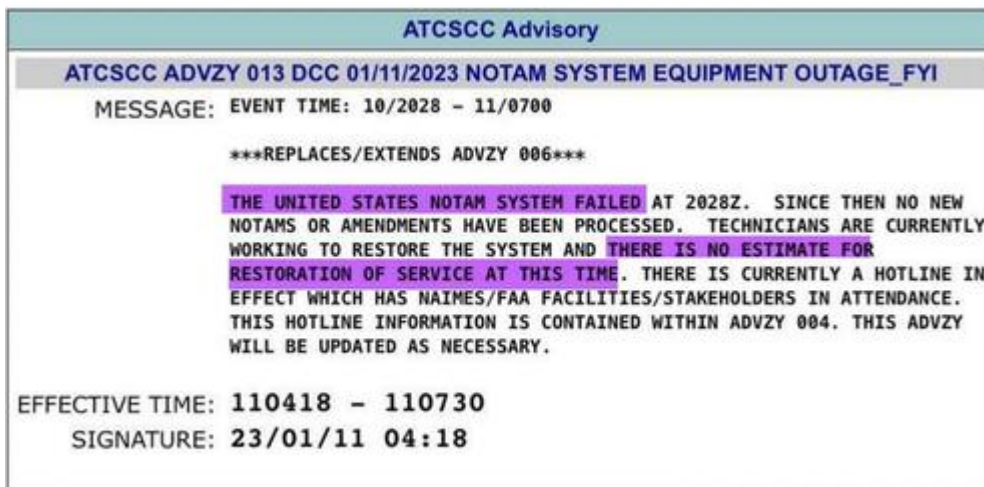 ATCSCC Advisory
ATCSCC ADVZY 013 DCC 01/11/2023 NOTAM SYSTEM EQUIPMENT OUTAGE_FYI
MESSAGE: EVENT TIME: 10/2028 - 11/0700
***REPLACES/EXTENDS ADVZY 006***
THE UNITED STATES NOTAM SYSTEM FAILED AT 2028Z. SINCE THEN NO NEW
NOTAMS OR AMENDMENTS HAVE BEEN PROCESSED. TECHNICIANS ARE CURRENTLY
WORKING TO RESTORE THE SYSTEM AND THERE IS NO ESTIMATE FOR
RESTORATION OF SERVICE AT THIS TIME. THERE IS CURRENTLY A HOTLINE IN
EFFECT WHICH HAS NAIMES/FAA FACILITIES/STAKEHOLDERS IN ATTENDANCE.
THIS HOTLINE INFORMATION IS CONTAINED WITHIN ADVZY 004. THIS ADVZY
WILL BE UPDATED AS NECESSARY.
EFFECTIVE TIME: 110418 - 110730
SIGNATURE: 23/01/11 04:18